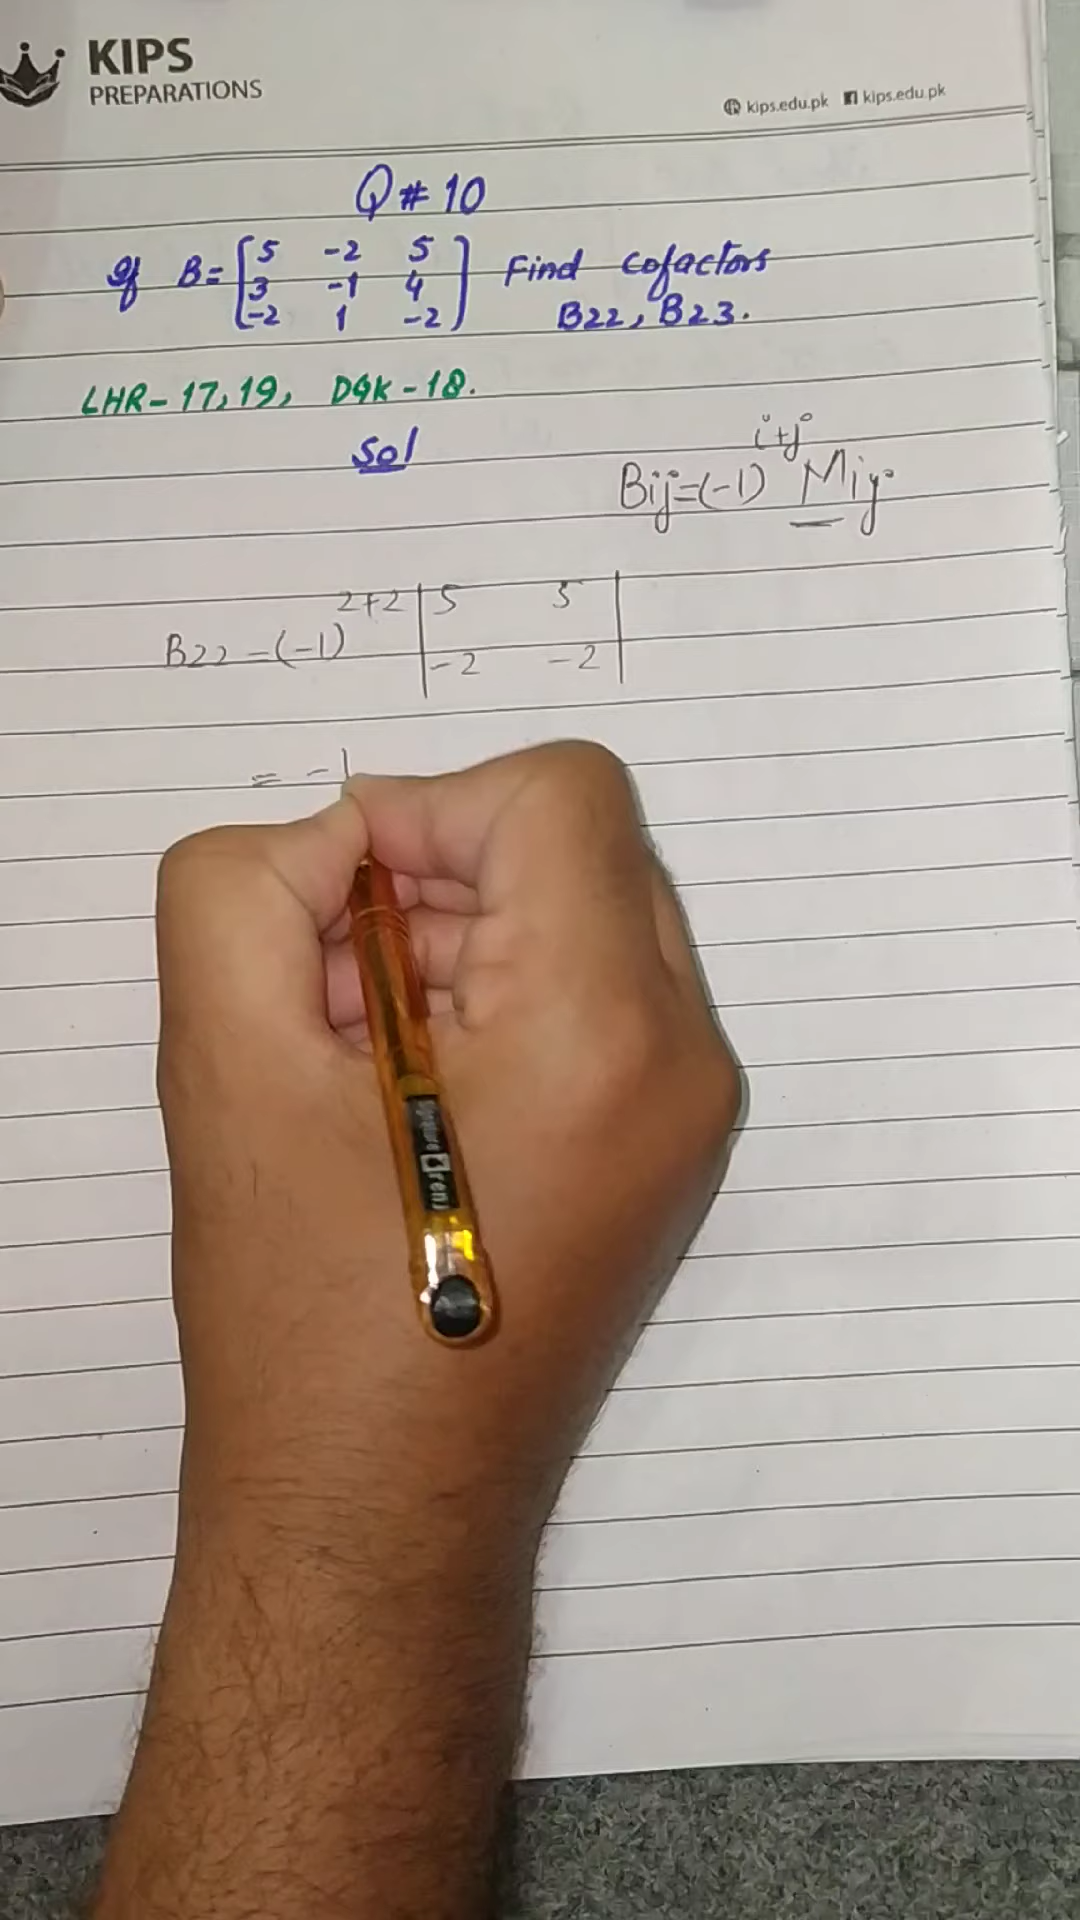 KIPS
PREPARATIONS
kips.edu.pk kips.edu.pk
Q # 10
If B = [ 5 -2 5
3 -1 4
-2 1 -2 ] Find cofactors
B22, B23.
LHR-17,19, DGK-18.
Sol
Bij=(-1)^i+j Mij
B22 = (-1)^2+2 | 5 5
-2 -2 |
= -1